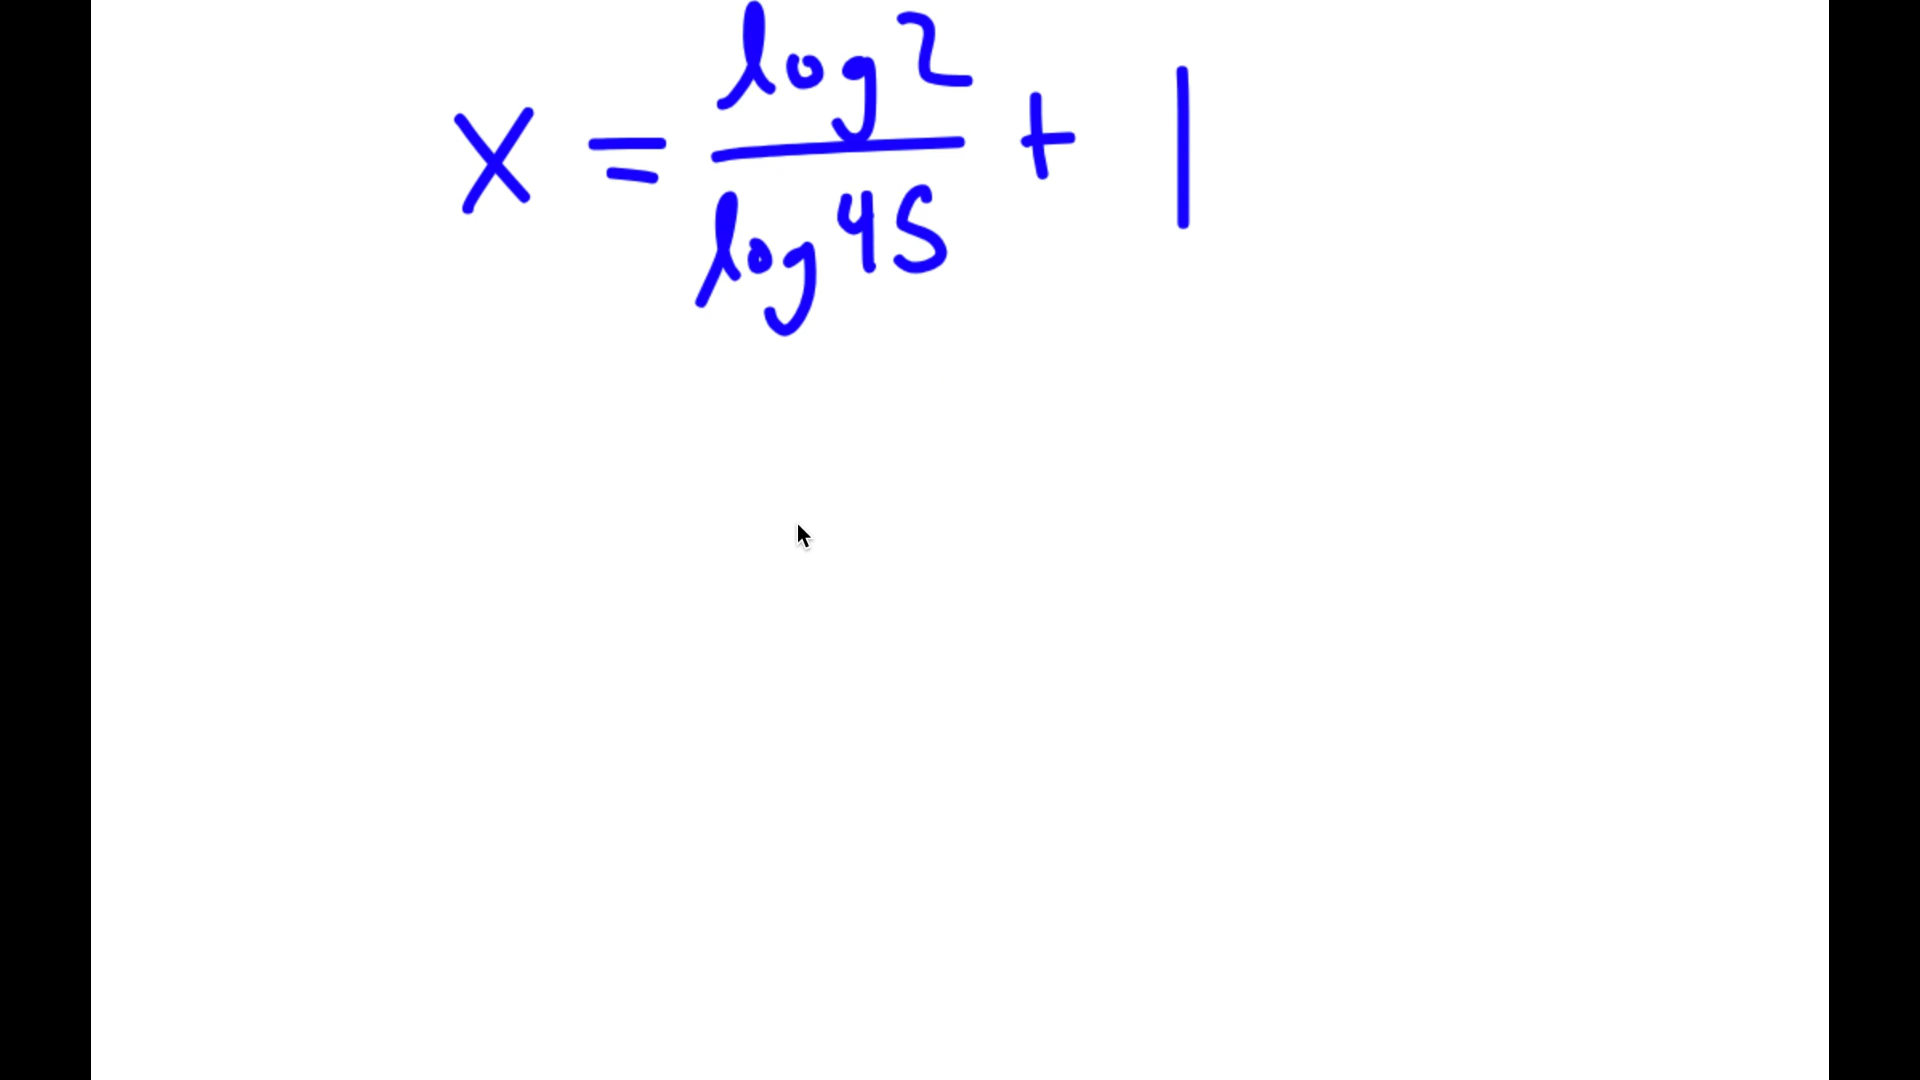 x = log 2 / log 45 + 1